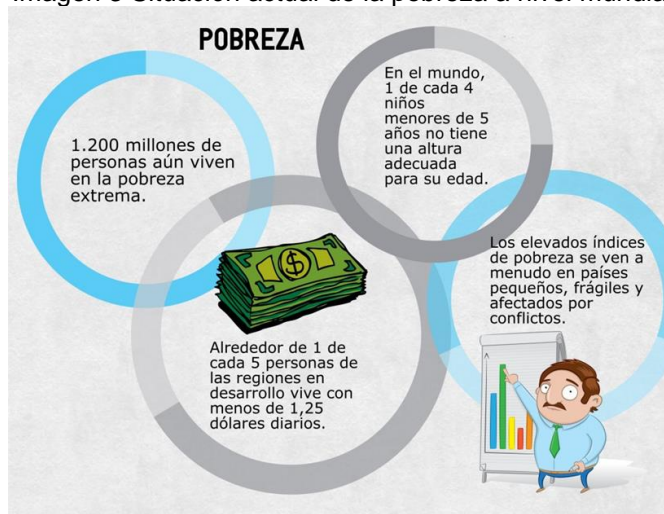 Imagen 3 Situación actual de la pobreza a nivel mundial
POBREZA
1.200 millones de
personas aún viven
en la pobreza
extrema.
En el mundo,
1 de cada 4
niños
menores de 5
años no tiene
una altura
adecuada
para su edad.
Los elevados índices
de pobreza se ven a
menudo en países
pequeños, frágiles y
afectados por
conflictos.
Alrededor de 1 de
cada 5 personas de
las regiones en
desarrollo vive con
menos de 1,25
dólares diarios.
$